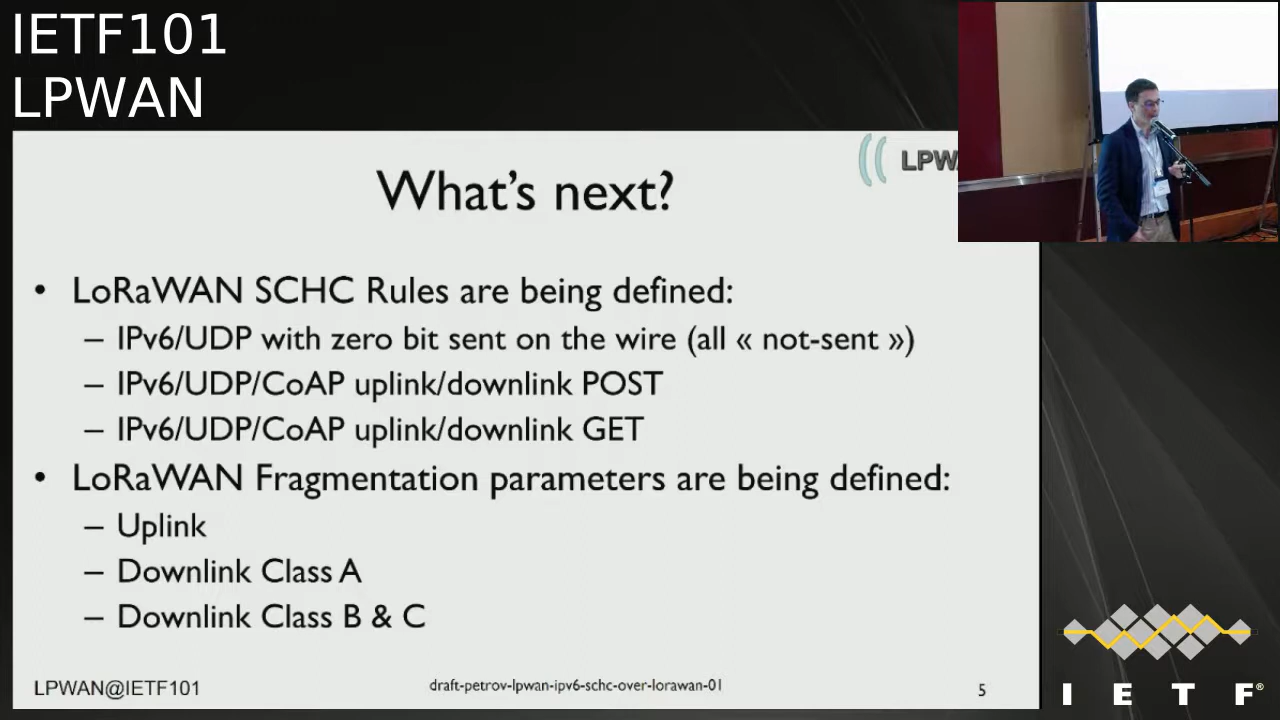 IETF101
LPWAN
What's next?
• LoRaWAN SCHC Rules are being defined:
– IPv6/UDP with zero bit sent on the wire (all « not-sent »)
– IPv6/UDP/CoAP uplink/downlink POST
– IPv6/UDP/CoAP uplink/downlink GET
• LoRaWAN Fragmentation parameters are being defined:
– Uplink
– Downlink Class A
– Downlink Class B & C
LPWAN@IETF101
draft-petrov-lpwan-ipv6-schc-over-lorawan-01
5
I E T F®